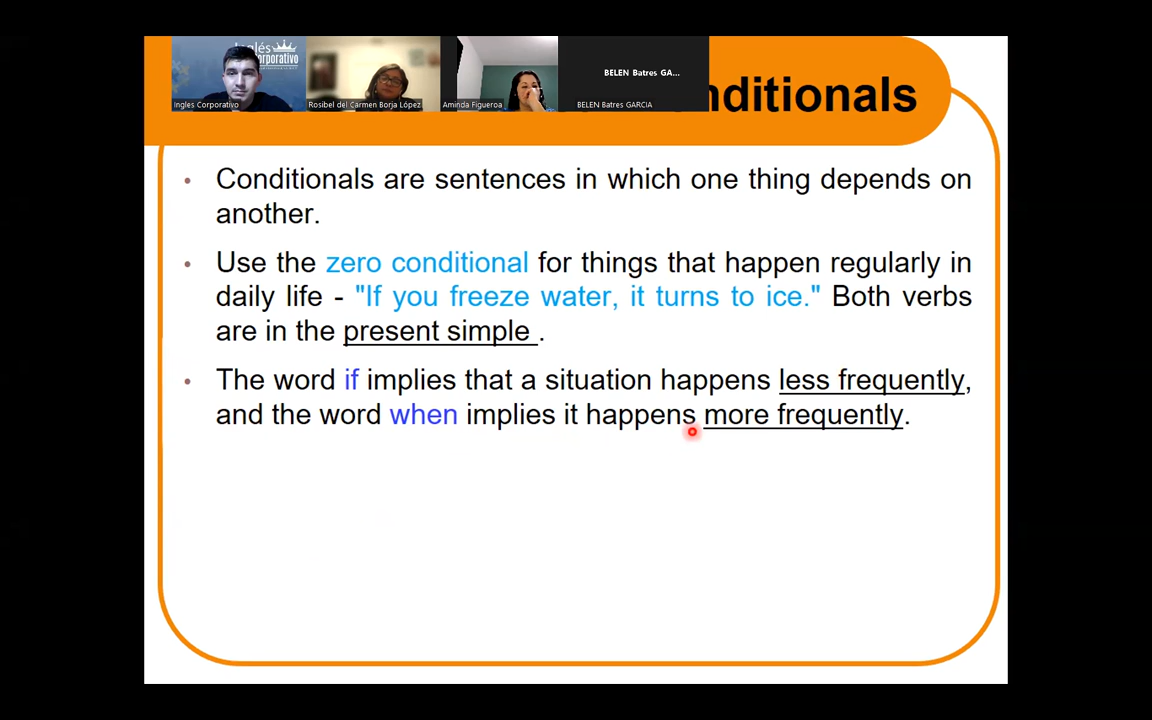 Inglés
Corporativo
Ingles Corporativo
Rosibel del Carmen Borja López
Aminda Figueroa
BELEN Batres GA...
BELEN Batres GARCIA
nditionals
• Conditionals are sentences in which one thing depends on
another.
• Use the zero conditional for things that happen regularly in
daily life - "If you freeze water, it turns to ice." Both verbs
are in the present simple .
• The word if implies that a situation happens less frequently,
and the word when implies it happens more frequently.